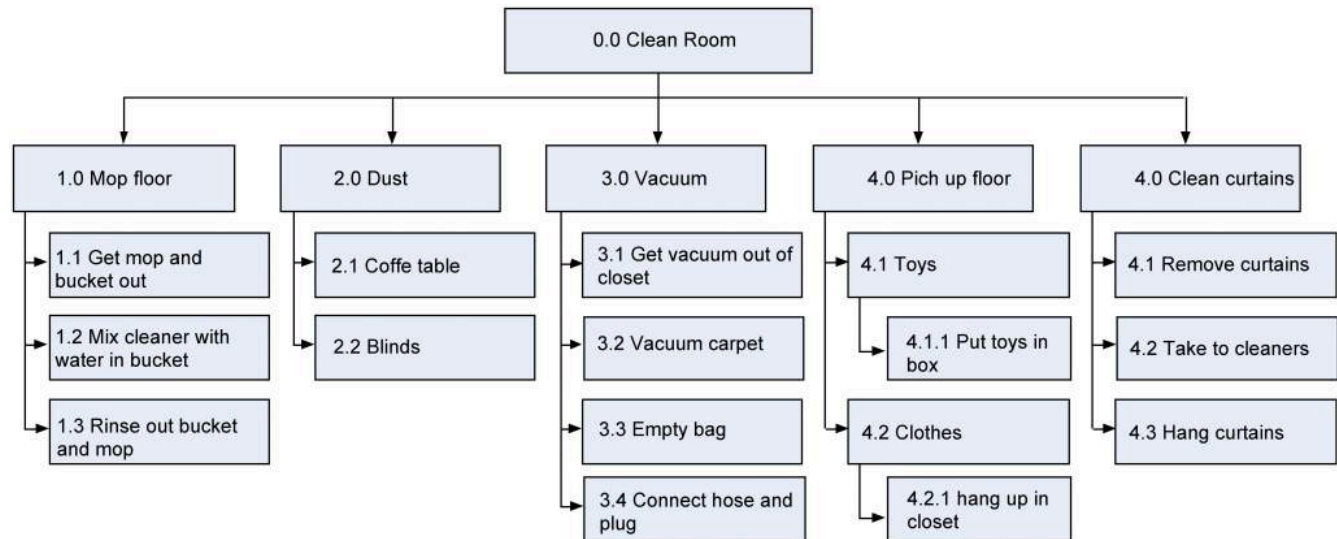 0.0 Clean Room
1.0 Mop floor
1.1 Get mop and
bucket out
1.2 Mix cleaner with
water in bucket
1.3 Rinse out bucket
and mop
2.0 Dust
2.1 Coffe table
2.2 Blinds
3.0 Vacuum
3.1 Get vacuum out of
closet
3.2 Vacuum carpet
3.3 Empty bag
3.4 Connect hose and
plug
4.0 Pich up floor
4.1 Toys
4.1.1 Put toys in
box
4.2 Clothes
4.2.1 hang up in
closet
4.0 Clean curtains
4.1 Remove curtains
4.2 Take to cleaners
4.3 Hang curtains